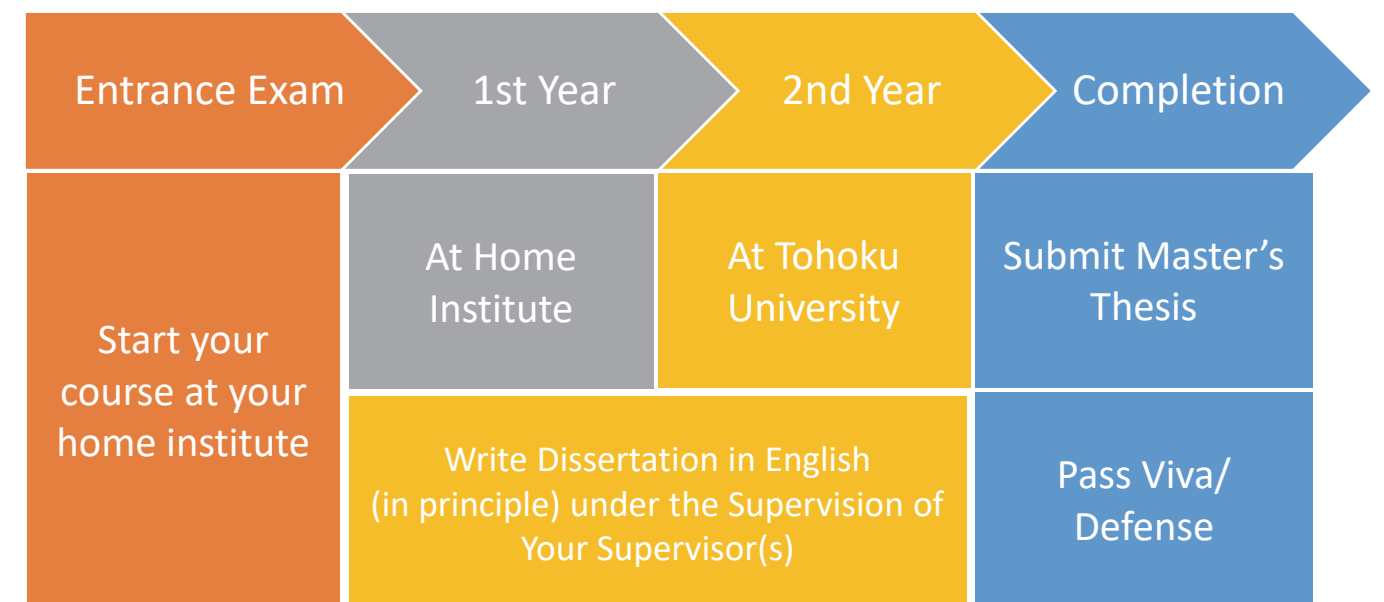 Entrance Exam
1st Year
2nd Year
Completion
Start your
course at your
home institute
At Home
Institute
At Tohoku
University
Submit Master’s
Thesis
Write Dissertation in English
(in principle) under the Supervision of
Your Supervisor(s)
Pass Viva/
Defense